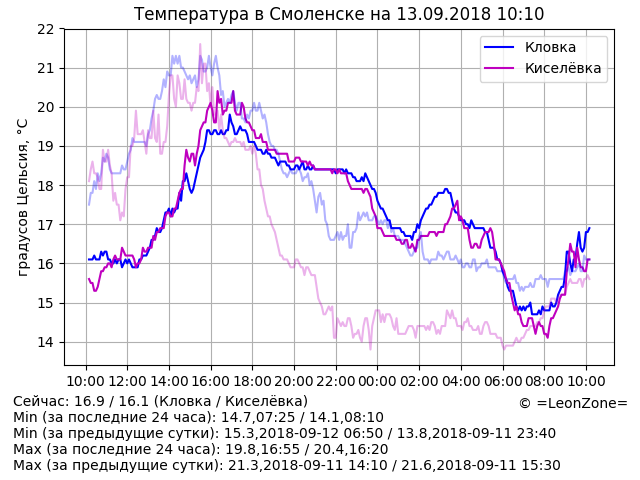 Температура в Смоленске на 13.09.2018 10:10
22
21
20
19
18
17
16
15
14
градусов Цельсия, °C
Кловка
Киселёвка
10:00 12:00 14:00 16:00 18:00 20:00 22:00 00:00 02:00 04:00 06:00 08:00 10:00
Сейчас: 16.9 / 16.1 (Кловка / Киселёвка)
© =LeonZone=
Min (за последние 24 часа): 14.7,07:25 / 14.1,08:10
Min (за предыдущие сутки): 15.3,2018-09-12 06:50 / 13.8,2018-09-11 23:40
Max (за последние 24 часа): 19.8,16:55 / 20.4,16:20
Max (за предыдущие сутки): 21.3,2018-09-11 14:10 / 21.6,2018-09-11 15:30